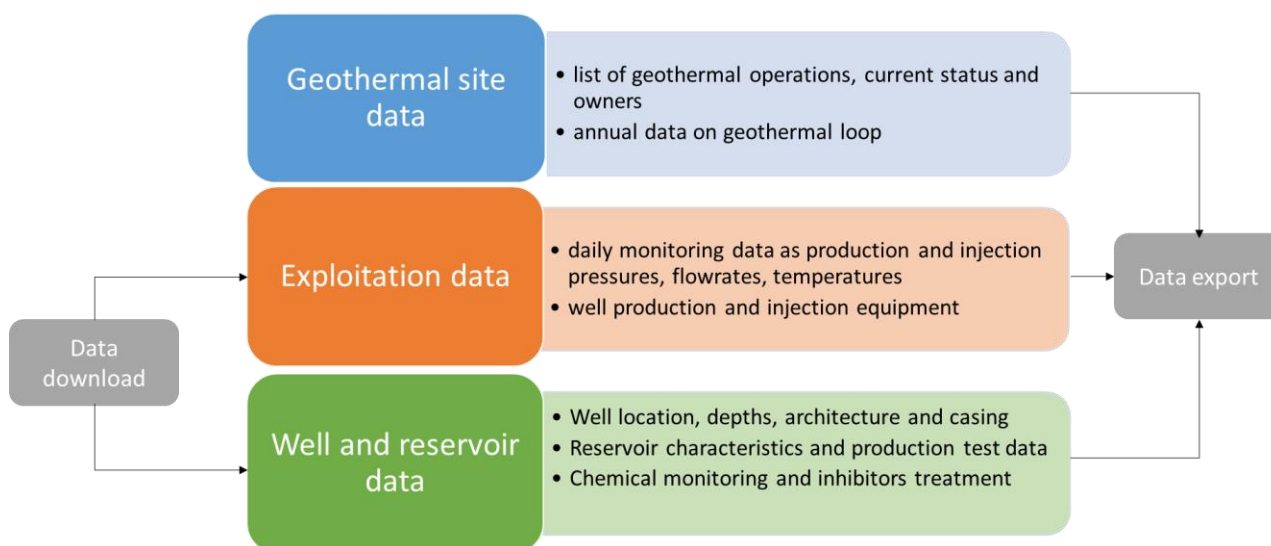 Geothermal site
data
• list of geothermal operations, current status and
owners
• annual data on geothermal loop
Exploitation data
• daily monitoring data as production and injection
pressures, flowrates, temperatures
• well production and injection equipment
Data export
Data
download
Well and reservoir
data
• Well location, depths, architecture and casing
• Reservoir characteristics and production test data
• Chemical monitoring and inhibitors treatment